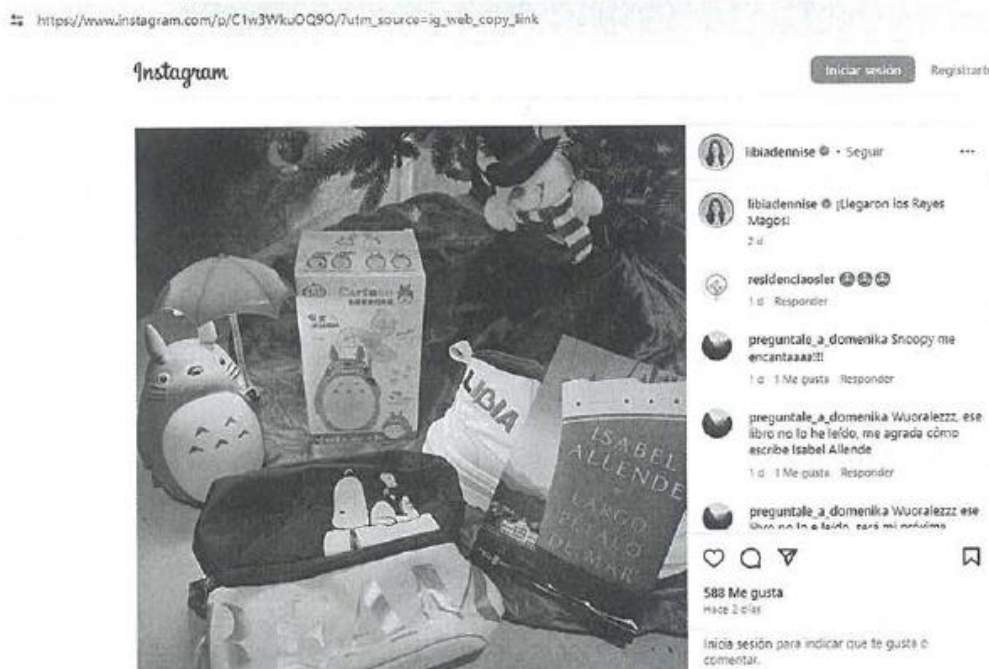 https://www.instagram.com/p/C1w3WkuOQ9O/?utm_source=ig_web_copy_link
Instagram
Iniciar sesión
libiadennise • Seguir
libiadennise ¡Llegaron los Reyes
Magos!
2 d
residenciaosler
1 d Responder
preguntale_a_domenika Snoopy me
encantaaaa!!!
1 d 1 Me gusta Responder
preguntale_a_domenika Wuoralezzz, ese
libro no lo he leído, me agrada cómo
escribe Isabel Allende
1 d 1 Me gusta Responder
preguntale_a_domenika Wuoralezzz ese
588 Me gusta
Hace 2 días
Inicia sesión para indicar que te gusta o
comentar.
Cartoon
LIBIA
ISABEL
ALLENDE
LARGO
PÉTALO
DE MAR